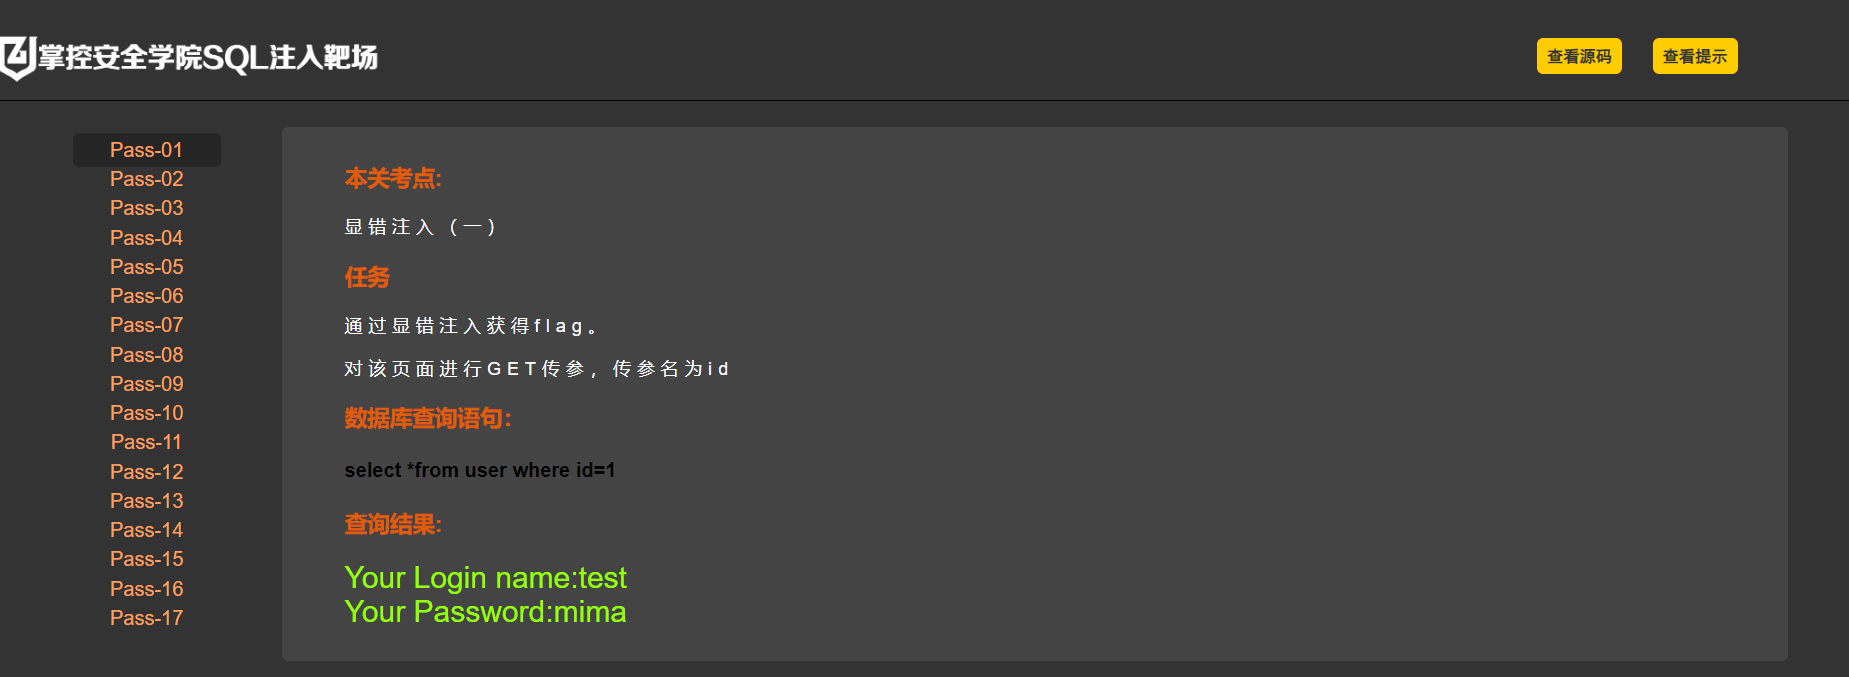 掌控安全学院SQL注入靶场
查看源码
查看提示
Pass-01
Pass-02
Pass-03
Pass-04
Pass-05
Pass-06
Pass-07
Pass-08
Pass-09
Pass-10
Pass-11
Pass-12
Pass-13
Pass-14
Pass-15
Pass-16
Pass-17
本关考点:
显错注入（一）
任务
通过显错注入获得flag。
对该页面进行GET传参，传参名为id
数据库查询语句：
select *from user where id=1
查询结果:
Your Login name:test
Your Password:mima